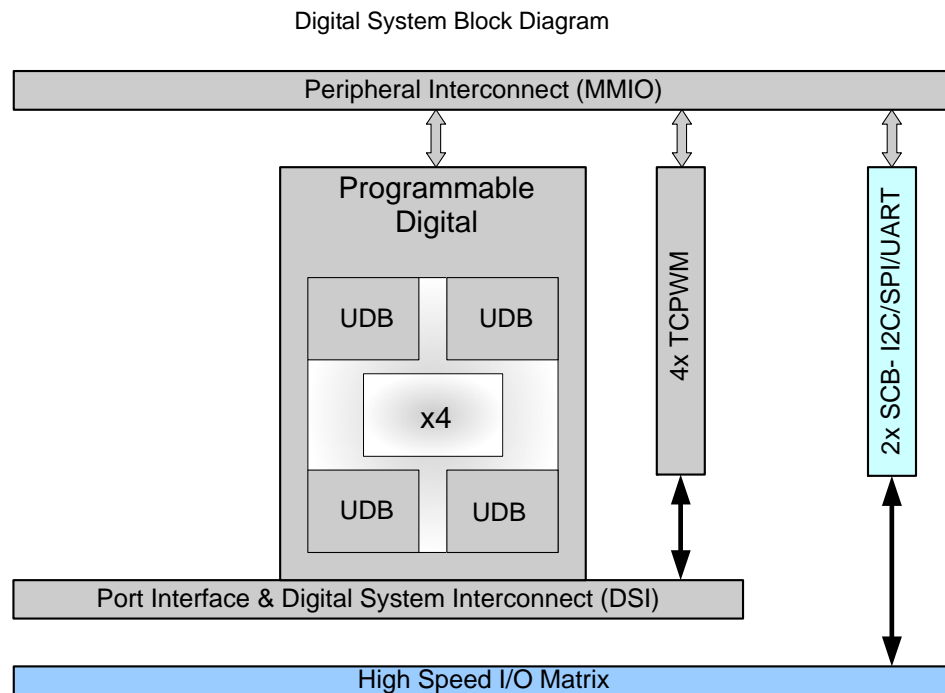 Digital System Block Diagram
Peripheral Interconnect (MMIO)
Programmable
Digital
UDB
UDB
x4
UDB
UDB
4x TCPWM
2x SCB- I2C/SPI/UART
Port Interface & Digital System Interconnect (DSI)
High Speed I/O Matrix